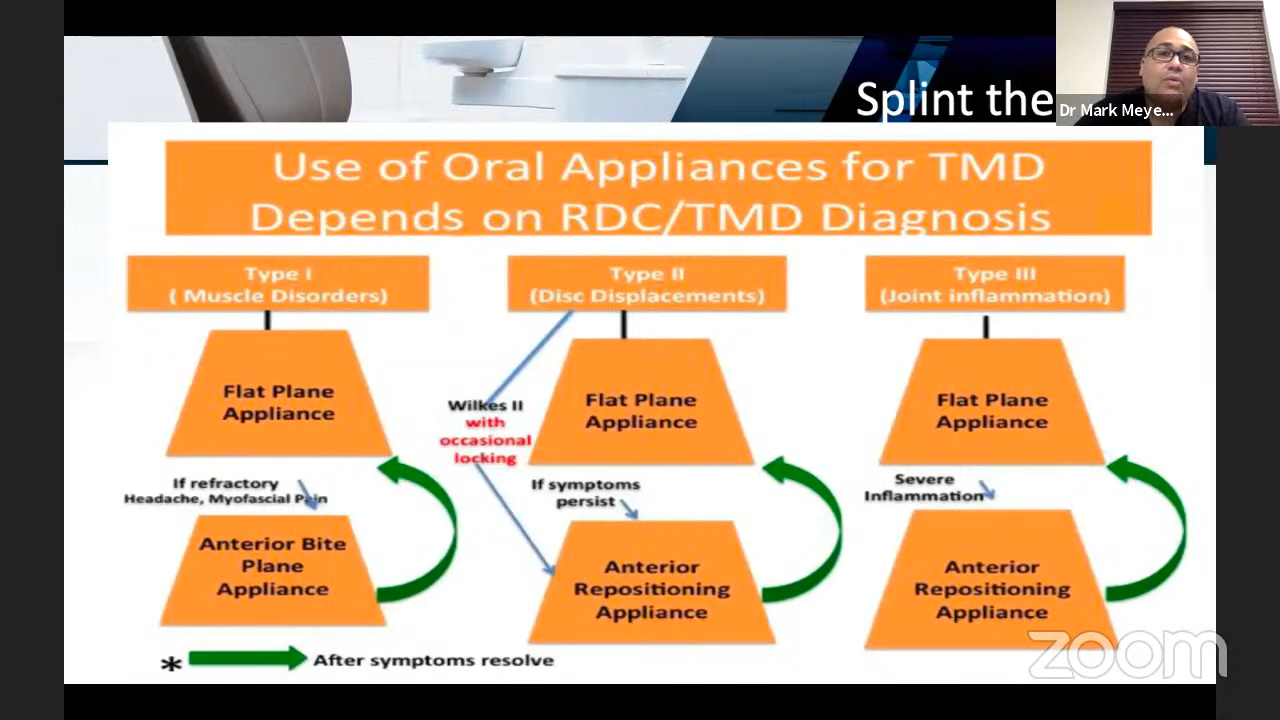 Splint the
Dr Mark Meye...
Use of Oral Appliances for TMD
Depends on RDC/TMD Diagnosis
Type I
( Muscle Disorders)
Type II
(Disc Displacements)
Type III
(Joint inflammation)
Flat Plane
Appliance
Wilkes II
with
occasional
locking
Flat Plane
Appliance
Flat Plane
Appliance
If refractory
Headache, Myofascial Pain
If symptoms
persist
Severe
Inflammation
Anterior Bite
Plane
Appliance
Anterior
Repositioning
Appliance
Anterior
Repositioning
Appliance
* After symptoms resolve
zoom